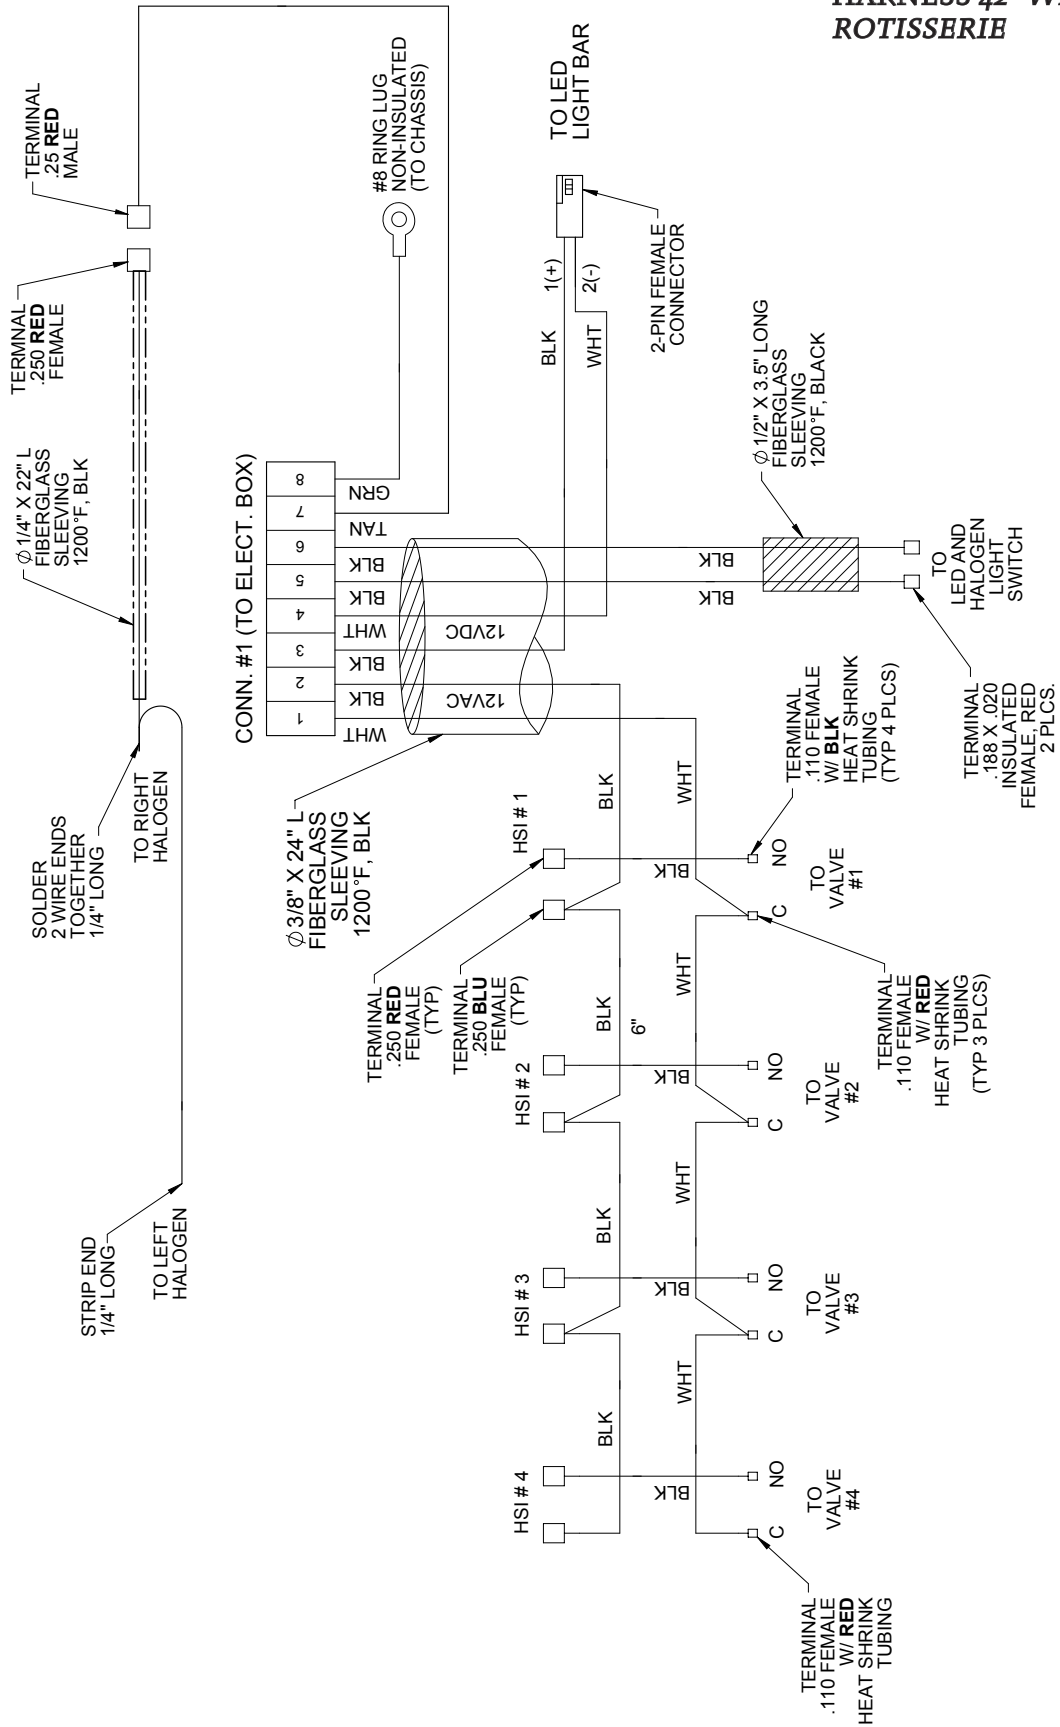 HARNESS 42" W
ROTISSERIE
TERMINAL
.25 RED
MALE
TERMNAL
.250 RED
FEMALE
Ø 1/4" X 22" L
FIBERGLASS
SLEEVING
1200°F, BLK
SOLDER
2 WIRE ENDS
TOGETHER
1/4" LONG
TO RIGHT
HALOGEN
STRIP END
1/4" LONG
TO LEFT
HALOGEN
#8 RING LUG
NON-INSULATED
(TO CHASSIS)
TO LED
LIGHT BAR
1(+)
2(-)
BLK
WHT
2-PIN FEMALE
CONNECTOR
CONN. #1 (TO ELECT. BOX)
1
2
3
4
5
6
7
8
WHT
BLK
BLK
WHT
BLK
BLK
TAN
GRN
12VAC
12VDC
Ø 3/8" X 24" L
FIBERGLASS
SLEEVING
1200°F, BLK
Ø 1/2" X 3.5" LONG
FIBERGLASS
SLEEVING
1200°F, BLACK
BLK
BLK
TO
LED AND
HALOGEN
LIGHT
SWITCH
TERMINAL
.188 X .020
INSULATED
FEMALE, RED
2 PLCS.
TERMINAL
.110 FEMALE
W/ BLK
HEAT SHRINK
TUBING
(TYP 4 PLCS)
TERMINAL
.250 RED
FEMALE
(TYP)
TERMINAL
.250 BLU
FEMALE
(TYP)
HSI # 1
BLK
WHT
BLK
NO
C
TO
VALVE
#1
TERMINAL
.110 FEMALE
W/ RED
HEAT SHRINK
TUBING
(TYP 3 PLCS)
HSI # 2
BLK
6"
WHT
BLK
NO
C
TO
VALVE
#2
HSI # 3
BLK
WHT
BLK
NO
C
TO
VALVE
#3
HSI # 4
BLK
WHT
BLK
NO
C
TO
VALVE
#4
TERMINAL
.110 FEMALE
W/ RED
HEAT SHRINK
TUBING